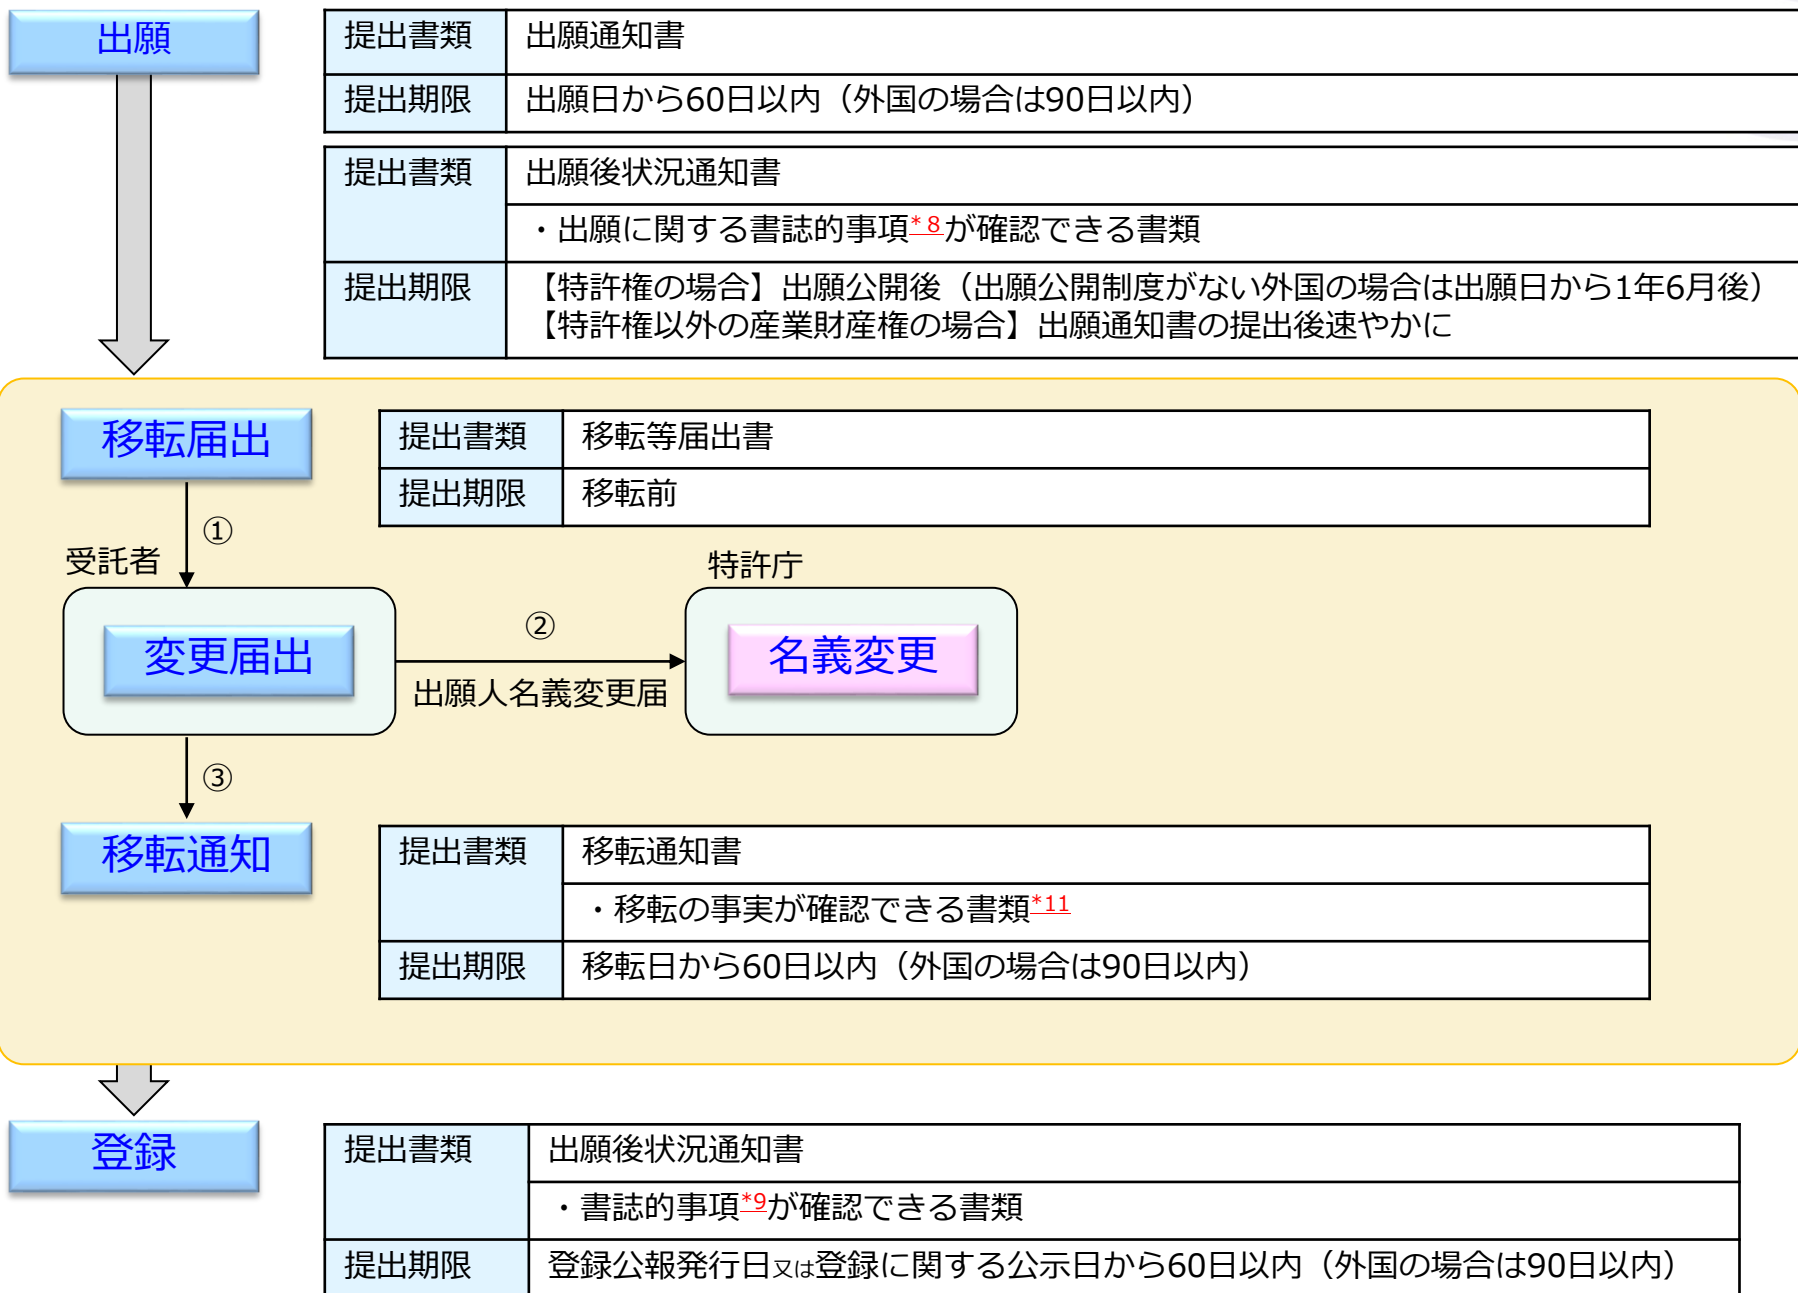 出願
提出書類 出願通知書
提出期限 出願日から60日以内（外国の場合は90日以内）
提出書類 出願後状況通知書
・出願に関する書誌的事項*８が確認できる書類
提出期限 【特許権の場合】出願公開後（出願公開制度がない外国の場合は出願日から1年6月後）
【特許権以外の産業財産権の場合】出願通知書の提出後速やかに
移転届出
提出書類 移転等届出書
提出期限 移転前
①
受託者
特許庁
変更届出
②
出願人名義変更届
名義変更
③
移転通知
提出書類 移転通知書
・移転の事実が確認できる書類*11
提出期限 移転日から60日以内（外国の場合は90日以内）
登録
提出書類 出願後状況通知書
・書誌的事項*9が確認できる書類
提出期限 登録公報発行日又は登録に関する公示日から60日以内（外国の場合は90日以内）